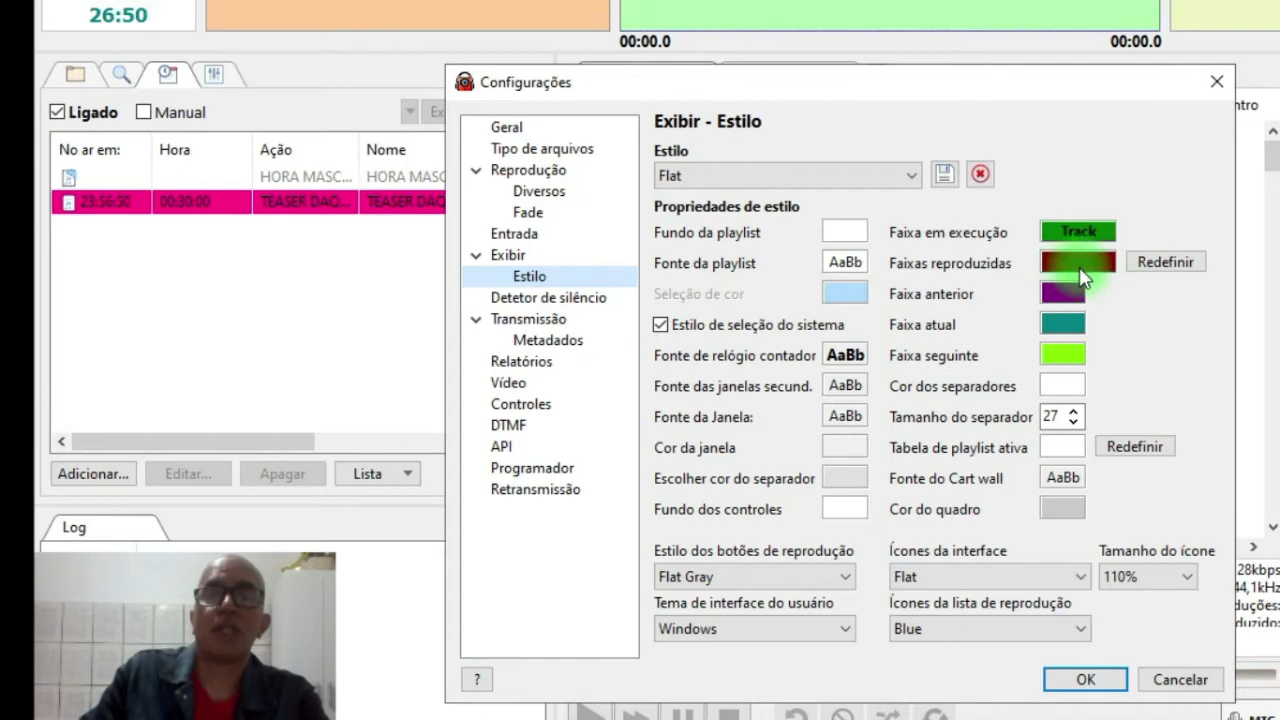 26:50
00:00.0 00:00.0
Ligado Manual
No ar em: Hora Ação Nome
HORA MASC... HORA MASC
23:56:50 00:30:00 TEASER DAQ... TEASER DAQ
Adicionar... Editar... Apagar Lista
Log
Configurações
Geral
Tipo de arquivos
Reprodução
Diversos
Fade
Entrada
Exibir
Estilo
Detetor de silêncio
Transmissão
Metadados
Relatórios
Vídeo
Controles
DTMF
API
Programador
Retransmissão
Exibir - Estilo
Estilo
Flat
Propriedades de estilo
Fundo da playlist Faixa em execução Track
Fonte da playlist AaBb Faixas reproduzidas Redefinir
Seleção de cor Faixa anterior
Estilo de seleção do sistema Faixa atual
Fonte de relógio contador AaBb Faixa seguinte
Fonte das janelas secund. AaBb Cor dos separadores
Fonte da Janela: AaBb Tamanho do separador 27
Cor da janela Tabela de playlist ativa Redefinir
Escolher cor do separador Fonte do Cart wall AaBb
Fundo dos controles Cor do quadro
Estilo dos botões de reprodução Ícones da interface Tamanho do ícone
Flat Gray Flat 110%
Tema de interface do usuário Ícones da lista de reprodução
Windows Blue
? OK Cancelar
ntro
28kbps
44,1kHz
duções: